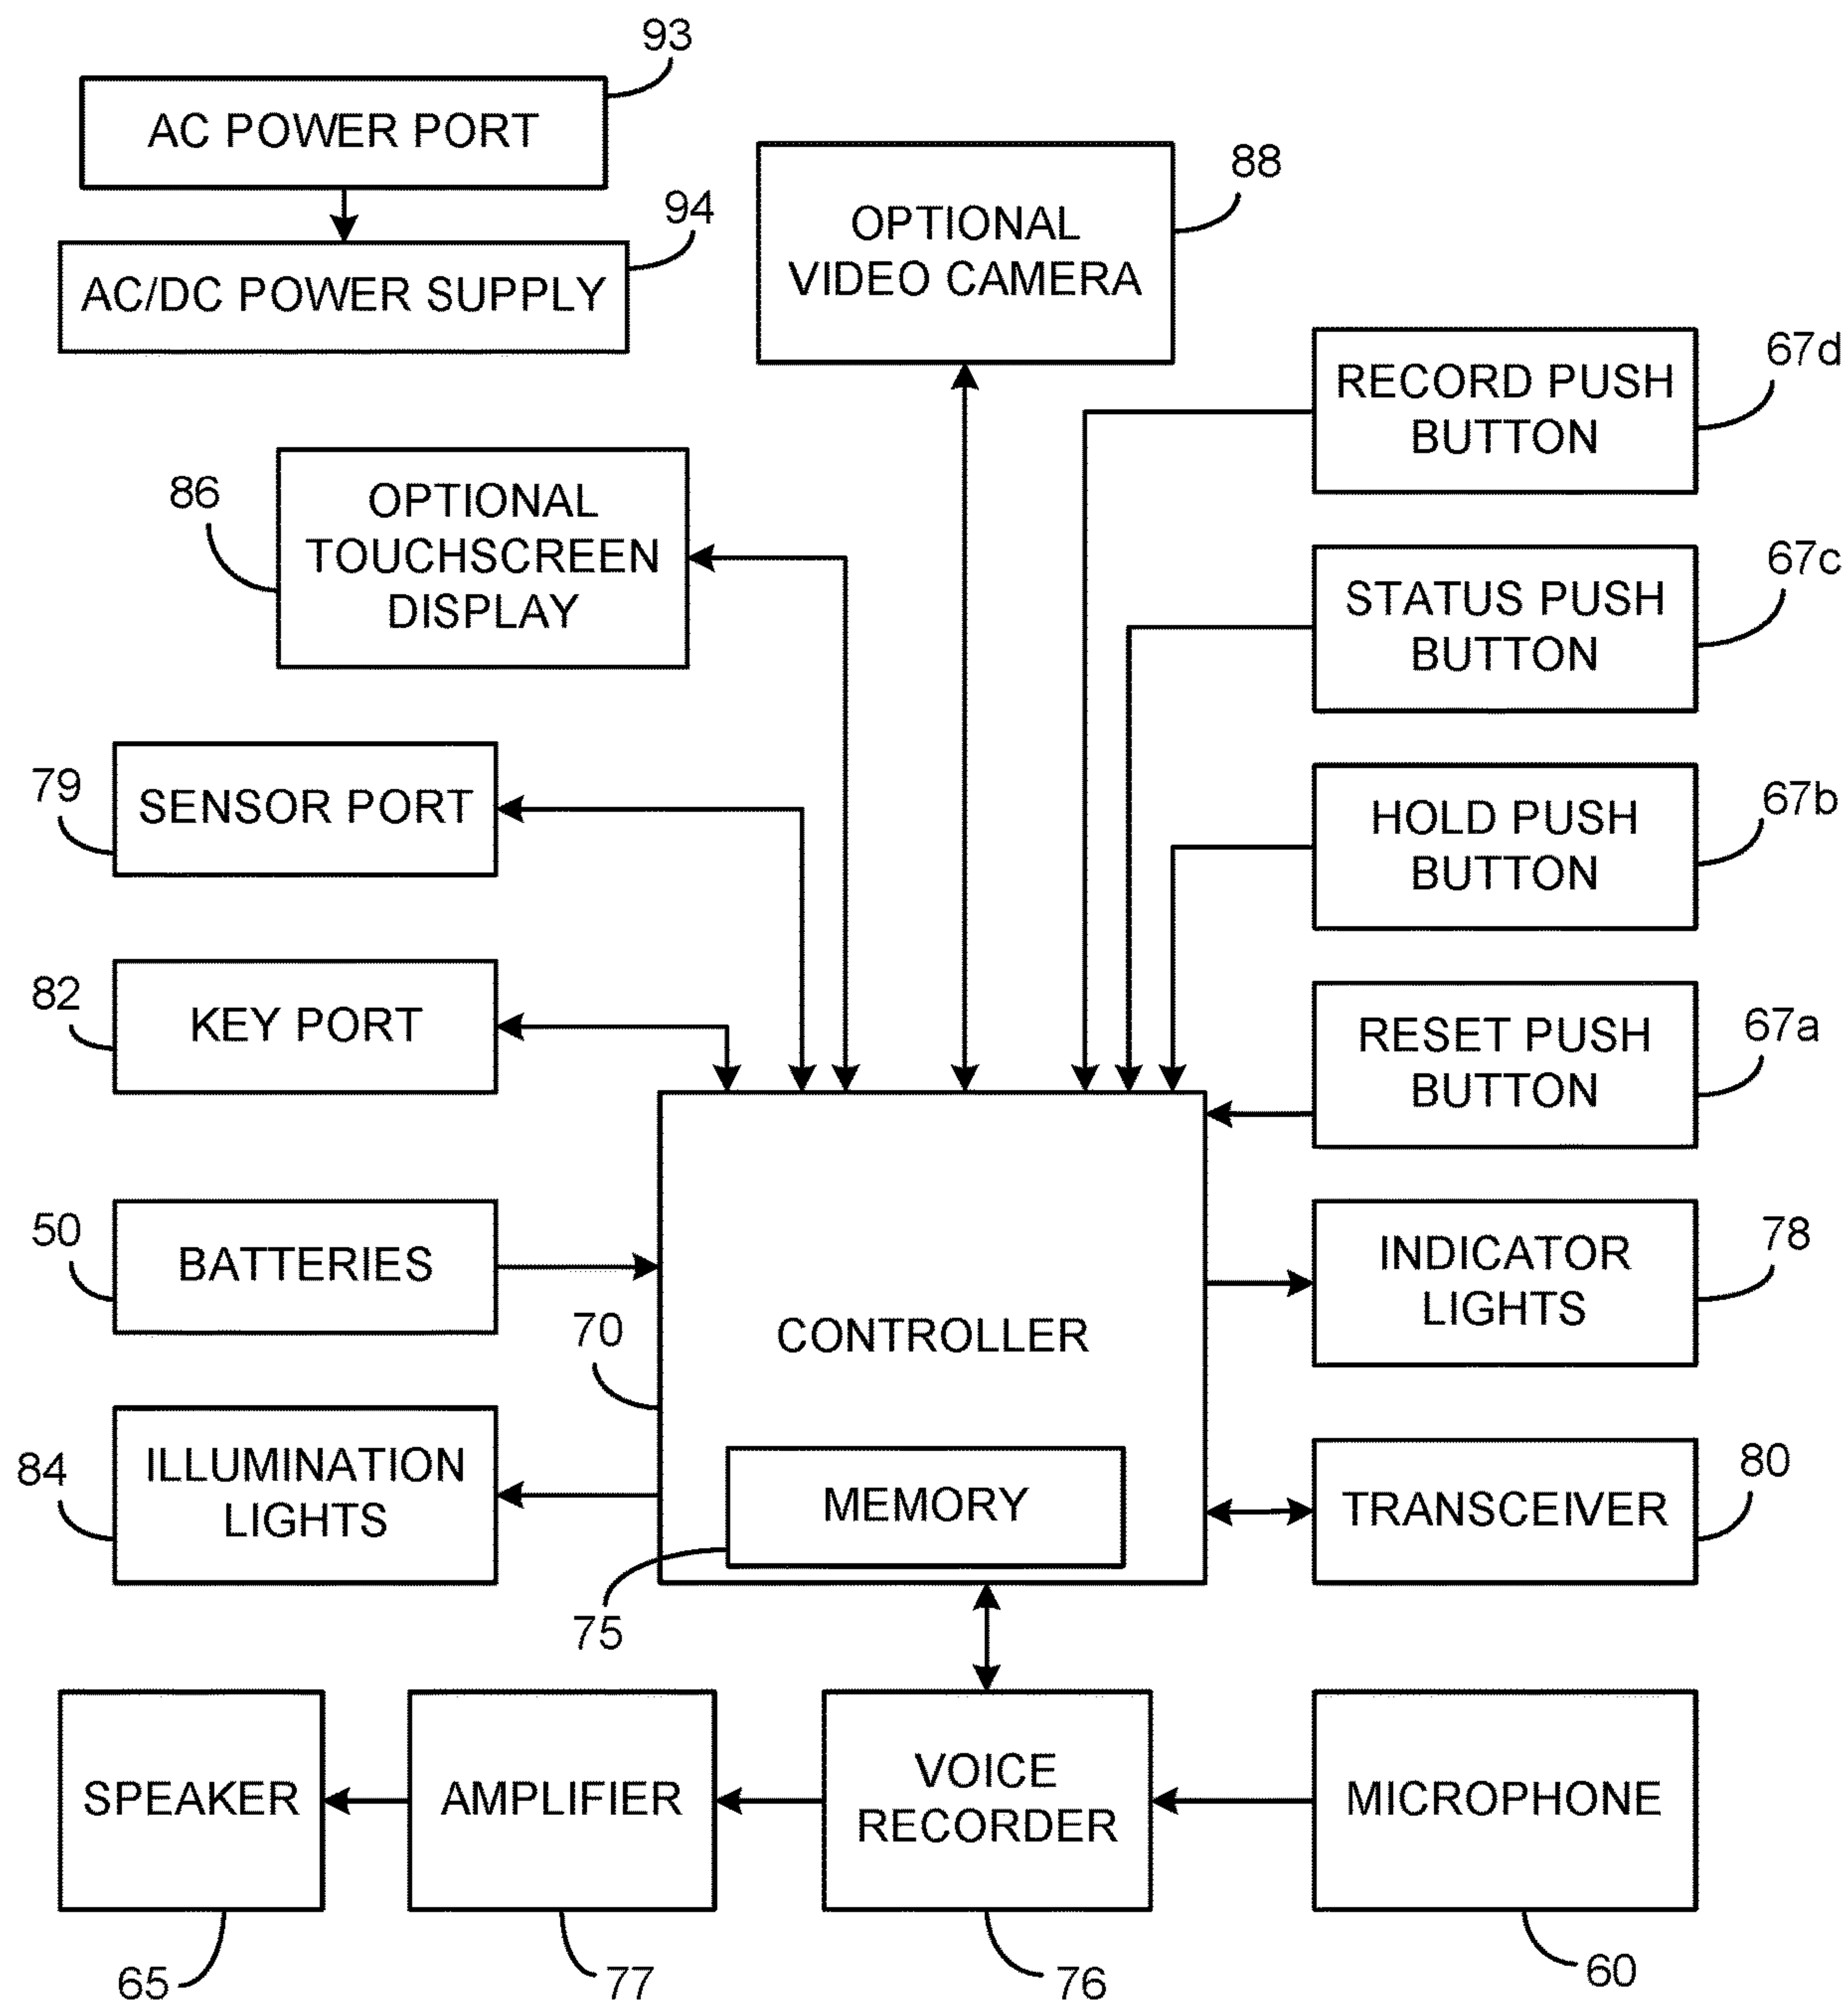 93
AC POWER PORT
94
AC/DC POWER SUPPLY
88
OPTIONAL
VIDEO CAMERA
67d
RECORD PUSH
BUTTON
86
OPTIONAL
TOUCHSCREEN
DISPLAY
67c
STATUS PUSH
BUTTON
79
SENSOR PORT
67b
HOLD PUSH
BUTTON
82
KEY PORT
67a
RESET PUSH
BUTTON
50
BATTERIES
70
CONTROLLER
78
INDICATOR
LIGHTS
84
ILLUMINATION
LIGHTS
MEMORY
75
80
TRANSCEIVER
SPEAKER
AMPLIFIER
VOICE
RECORDER
MICROPHONE
65
77
76
60